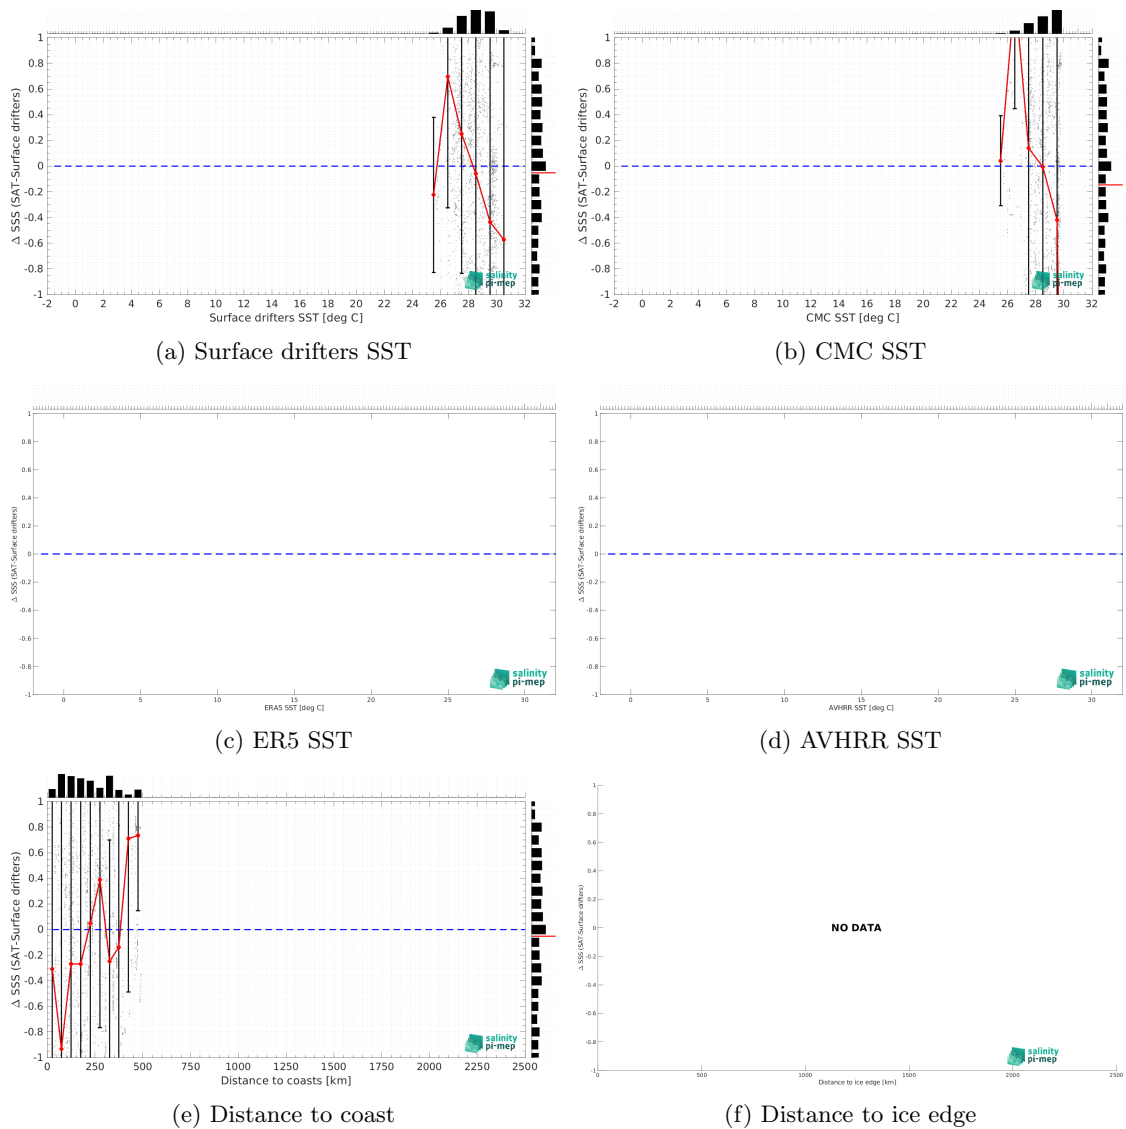 1
0.8
0.6
0.4
0.2
0
-0.2
-0.4
-0.6
-0.8
-1
Δ SSS (SAT-Surface drifters)
-2 0 2 4 6 8 10 12 14 16 18 20 22 24 26 28 30 32
Surface drifters SST [deg C]
salinity
pi-mep
(a) Surface drifters SST
1
0.8
0.6
0.4
0.2
0
-0.2
-0.4
-0.6
-0.8
-1
Δ SSS (SAT-Surface drifters)
-2 0 2 4 6 8 10 12 14 16 18 20 22 24 26 28 30 32
CMC SST [deg C]
salinity
pi-mep
(b) CMC SST
1
0.8
0.6
0.4
0.2
0
-0.2
-0.4
-0.6
-0.8
-1
Δ SSS (SAT-Surface drifters)
0 5 10 15 20 25 30
ERA5 SST [deg C]
salinity
pi-mep
(c) ER5 SST
1
0.8
0.6
0.4
0.2
0
-0.2
-0.4
-0.6
-0.8
-1
Δ SSS (SAT-Surface drifters)
0 5 10 15 20 25 30
AVHRR SST [deg C]
salinity
pi-mep
(d) AVHRR SST
1
0.8
0.6
0.4
0.2
0
-0.2
-0.4
-0.6
-0.8
-1
Δ SSS (SAT-Surface drifters)
0 250 500 750 1000 1250 1500 1750 2000 2250 2500
Distance to coasts [km]
salinity
pi-mep
(e) Distance to coast
1
0.8
0.6
0.4
0.2
0
-0.2
-0.4
-0.6
-0.8
-1
Δ SSS (SAT-Surface drifters)
NO DATA
0 500 1000 1500 2000 2500
Distance to ice edge [km]
salinity
pi-mep
(f) Distance to ice edge